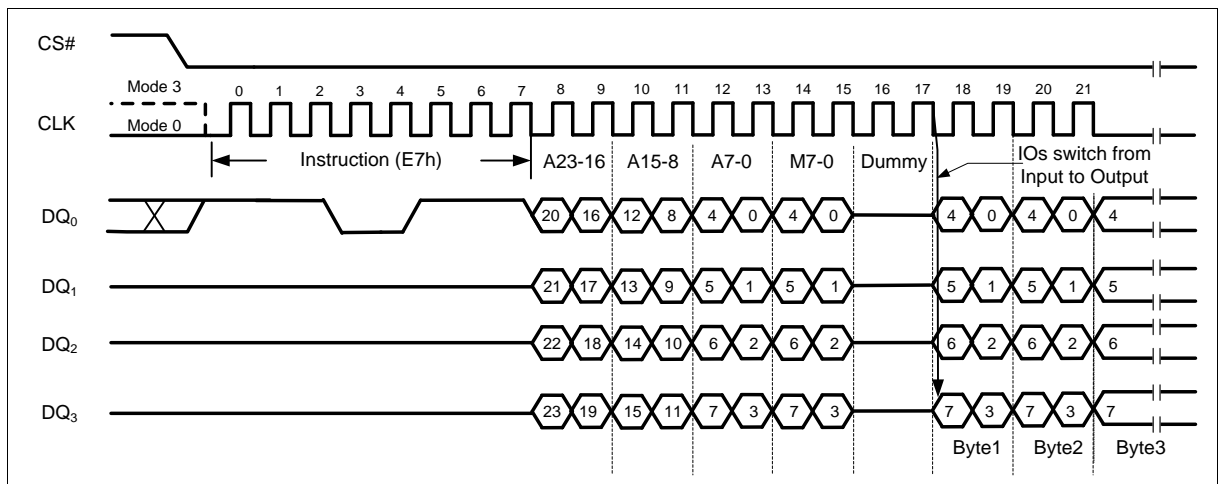 CS#
Mode 3
0 1 2 3 4 5 6 7 8 9 10 11 12 13 14 15 16 17 18 19 20 21
CLK
Mode 0
Instruction (E7h) A23-16 A15-8 A7-0 M7-0 Dummy
IOs switch from
Input to Output
DQ0 20 16 12 8 4 0 4 0 4 0 4 0 4
DQ1 21 17 13 9 5 1 5 1 5 1 5 1 5
DQ2 22 18 14 10 6 2 6 2 6 2 6 2 6
DQ3 23 19 15 11 7 3 7 3 7 3 7 3 7
Byte1 Byte2 Byte3